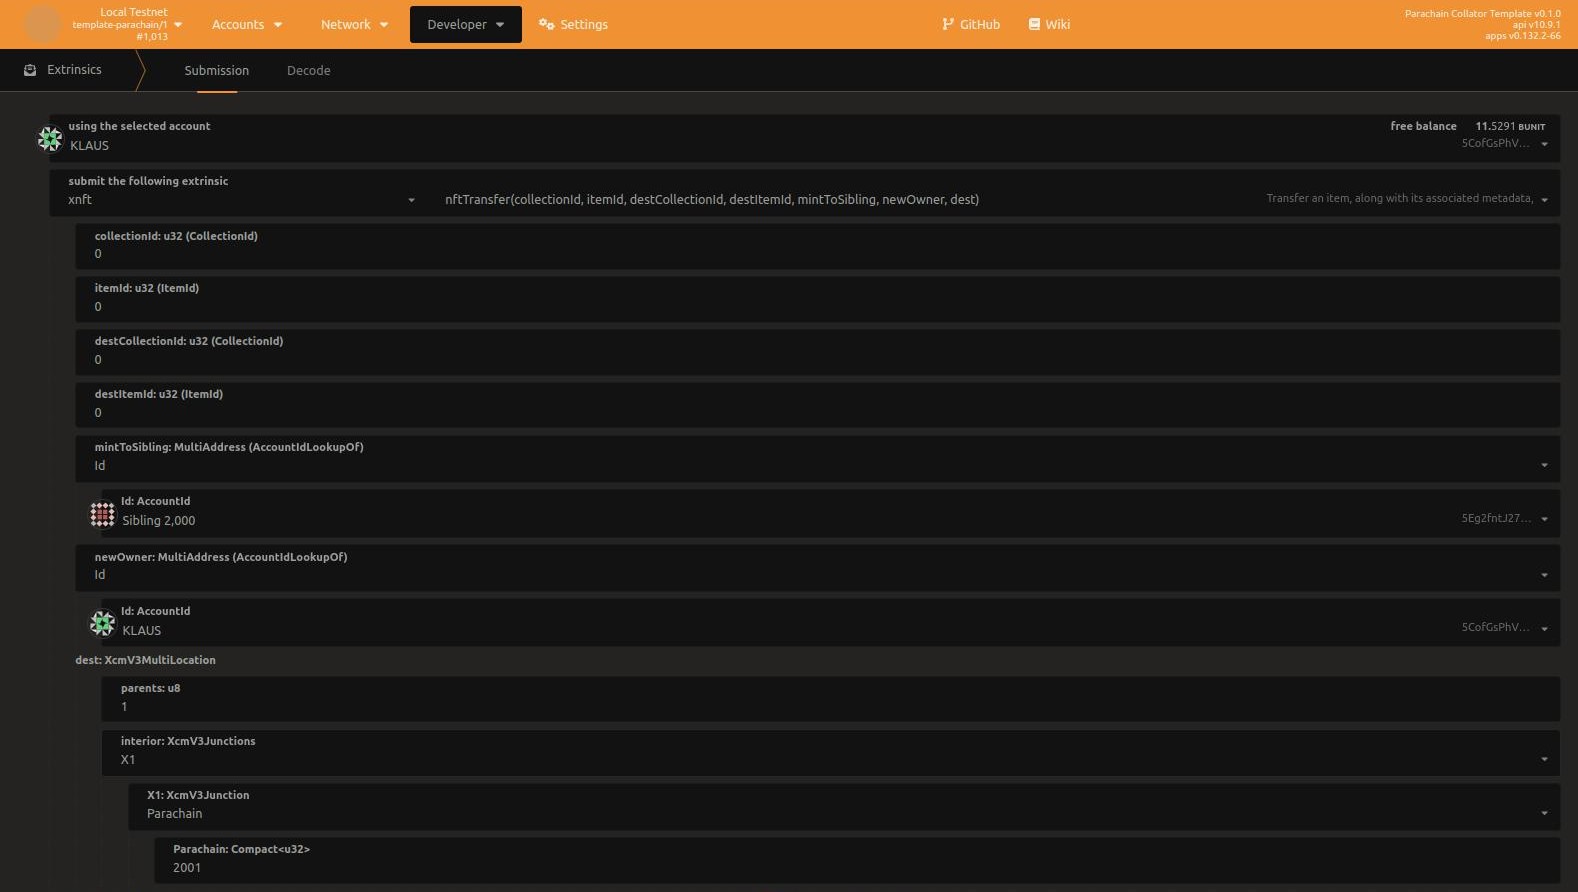 Local Testnet
template-parachain/1
#1,013
Accounts
Network
Developer
Settings
GitHub
Wiki
Parachain Collator Template v0.1.0
api v10.9.1
apps v0.132.2-66
Extrinsics
Submission
Decode
using the selected account
KLAUS
free balance 11.5291 BUNIT
5CofGsPhV...
submit the following extrinsic
xnft
nftTransfer(collectionId, itemId, destCollectionId, destItemId, mintToSibling, newOwner, dest)
Transfer an item, along with its associated metadata,
collectionId: u32 (CollectionId)
0
itemId: u32 (ItemId)
0
destCollectionId: u32 (CollectionId)
0
destItemId: u32 (ItemId)
0
mintToSibling: MultiAddress (AccountIdLookupOf)
Id
Id: AccountId
Sibling 2,000
5Eg2fntJ27...
newOwner: MultiAddress (AccountIdLookupOf)
Id
Id: AccountId
KLAUS
5CofGsPhV...
dest: XcmV3MultiLocation
parents: u8
1
interior: XcmV3Junctions
X1
X1: XcmV3Junction
Parachain
Parachain: Compact<u32>
2001